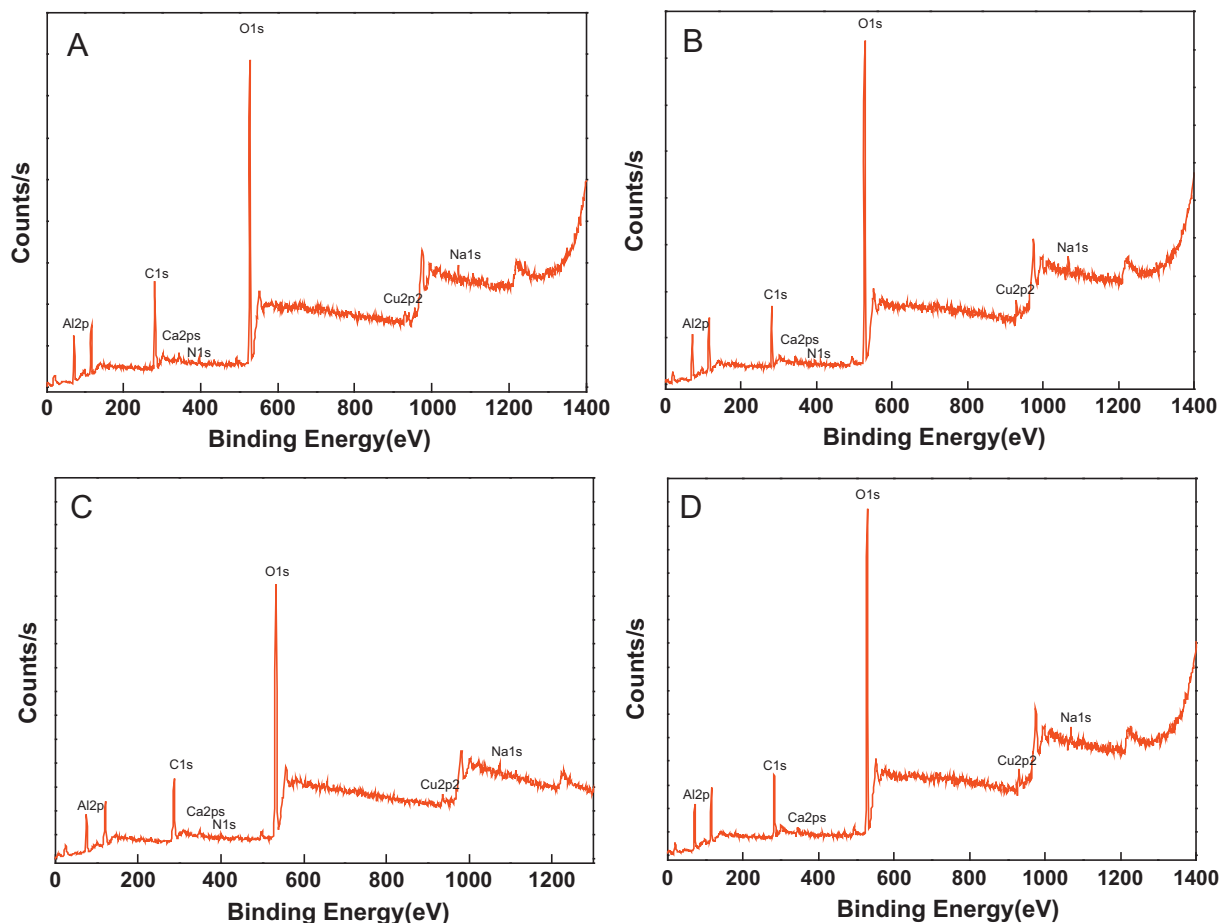 A
O1s
C1s
Al2p
Ca2ps
N1s
Cu2p2
Na1s
Counts/s
0 200 400 600 800 1000 1200 1400
Binding Energy(eV)
B
O1s
C1s
Al2p
Ca2ps
N1s
Cu2p2
Na1s
Counts/s
0 200 400 600 800 1000 1200 1400
Binding Energy(eV)
C
O1s
C1s
Al2p
Ca2ps
N1s
Cu2p2
Na1s
Counts/s
0 200 400 600 800 1000 1200
Binding Energy(eV)
D
O1s
C1s
Al2p
Ca2ps
Cu2p2
Na1s
Counts/s
0 200 400 600 800 1000 1200 1400
Binding Energy(eV)